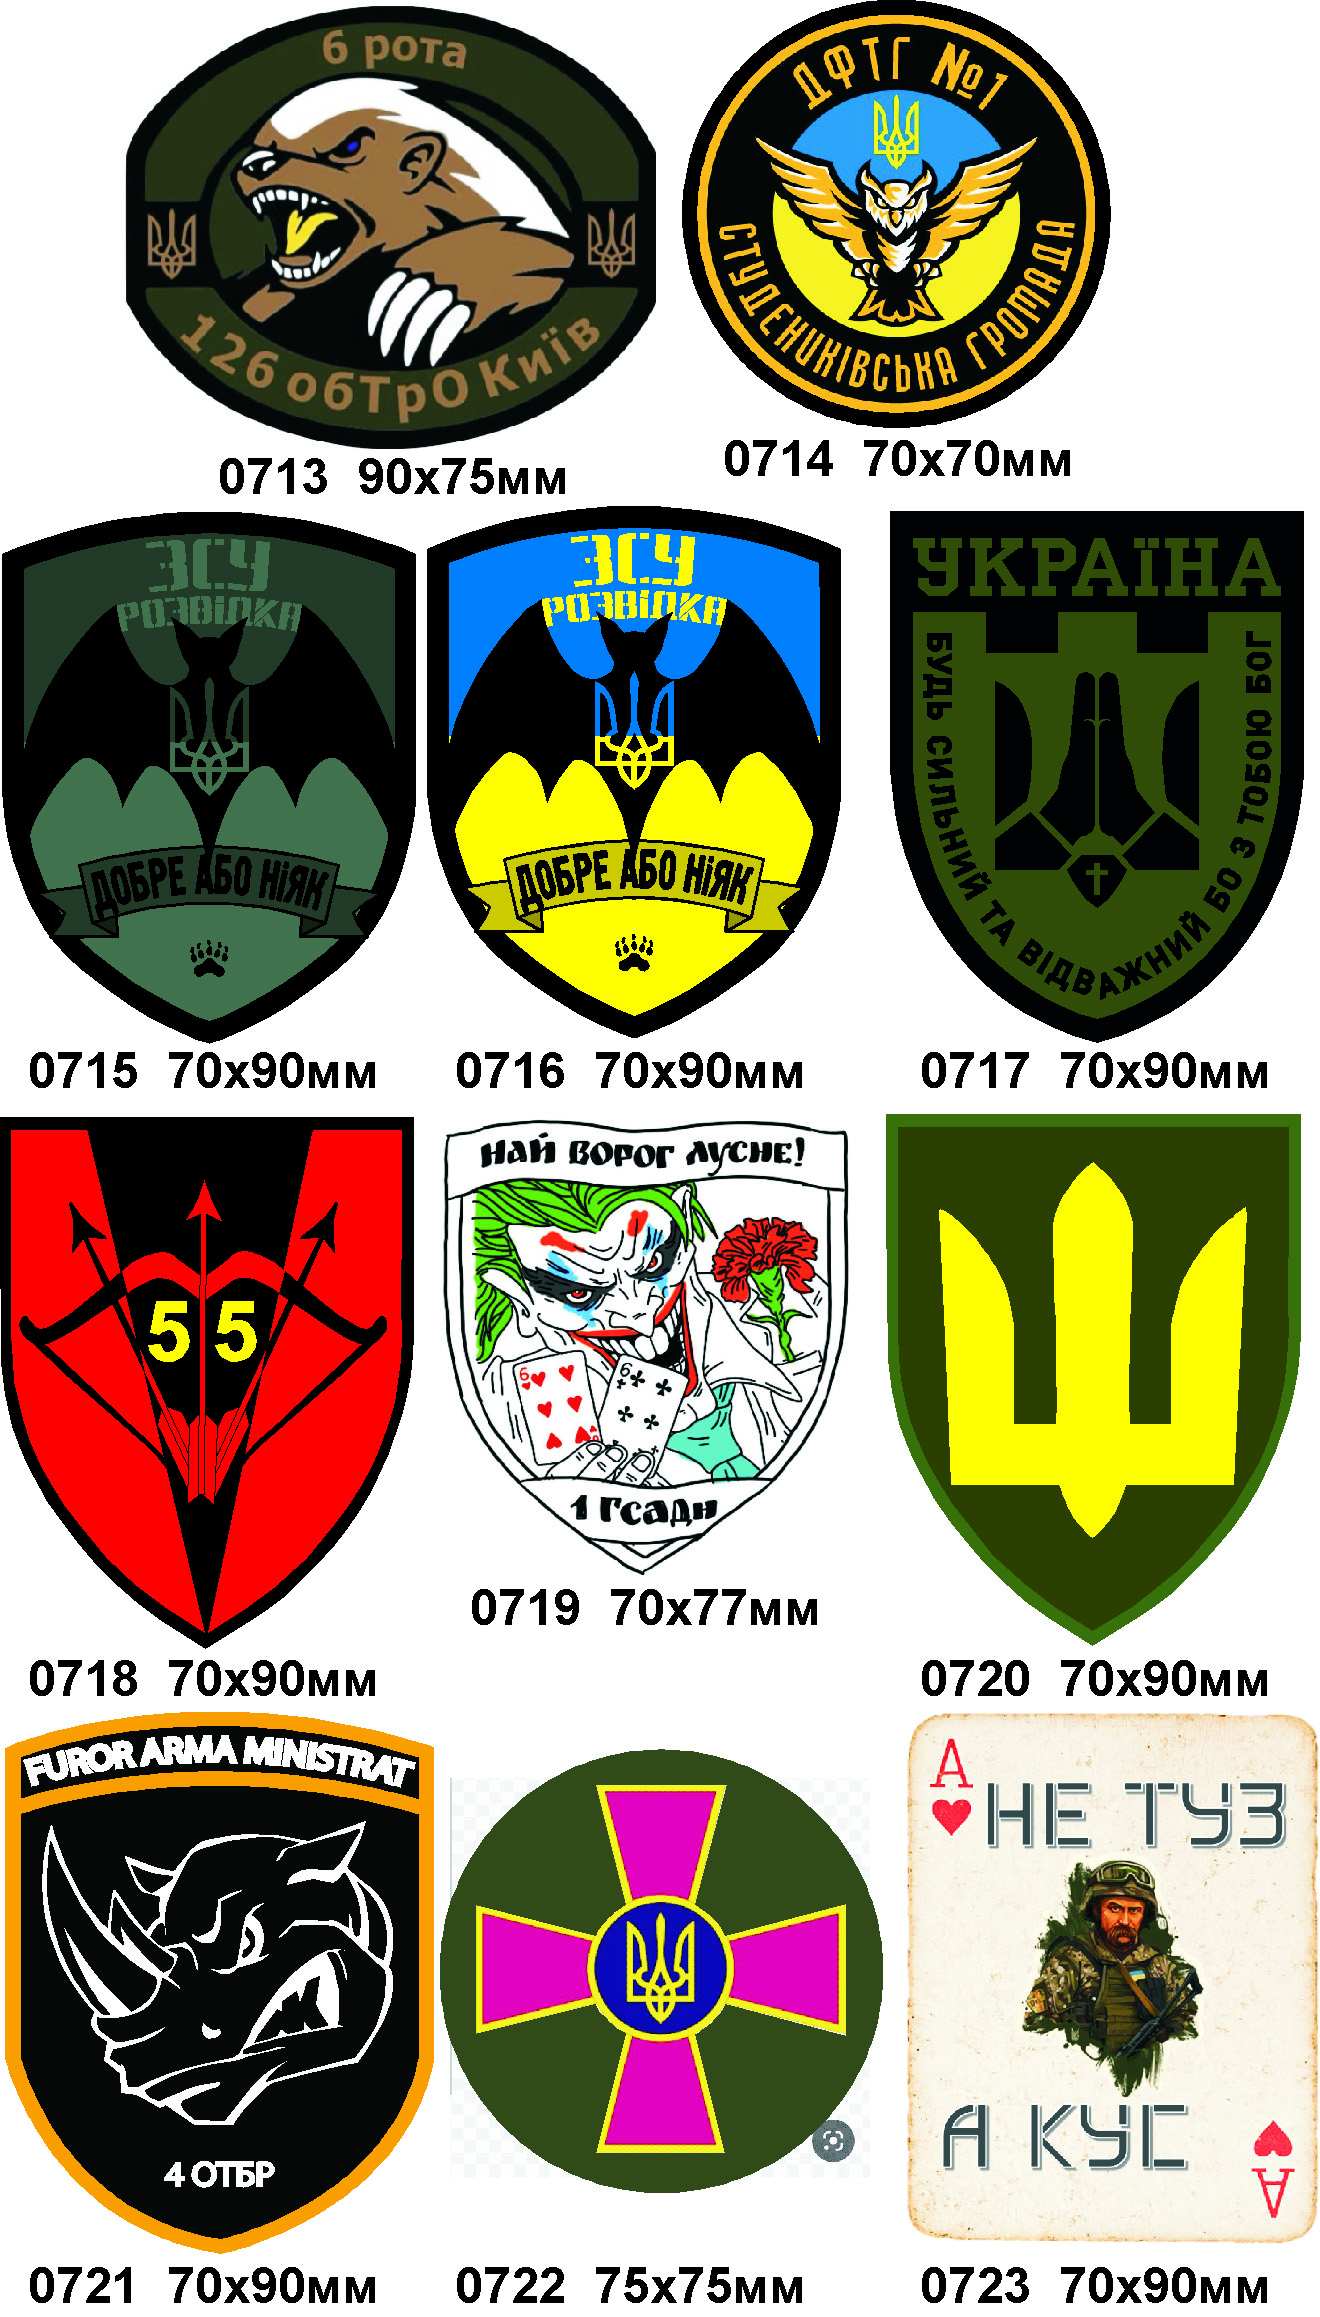 6 рота
126 обТрО Київ
0713 90х75мм
ДФТГ №1
СТУДЕНИКІВСЬКА ГРОМАДА
0714 70х70мм
ЗСУ
РОЗВІДКА
ДОБРЕ АБО НіЯК
0715 70х90мм
ЗСУ
РОЗВІДКА
ДОБРЕ АБО НіЯК
0716 70х90мм
УКРАЇНА
БУДЬ СИЛЬНИЙ ТА ВІДВАЖНИЙ БО З ТОБОЮ БОГ
0717 70х90мм
55
0718 70х90мм
НАЙ ВОРОГ ЛУСНЕ!
6 6
1 Гсадн
0719 70х77мм
0720 70х90мм
FUROR ARMA MINISTRAT
4 ОТБР
0721 70х90мм
0722 75х75мм
A
НЕ ТУЗ
А КУС
A
0723 70х90мм